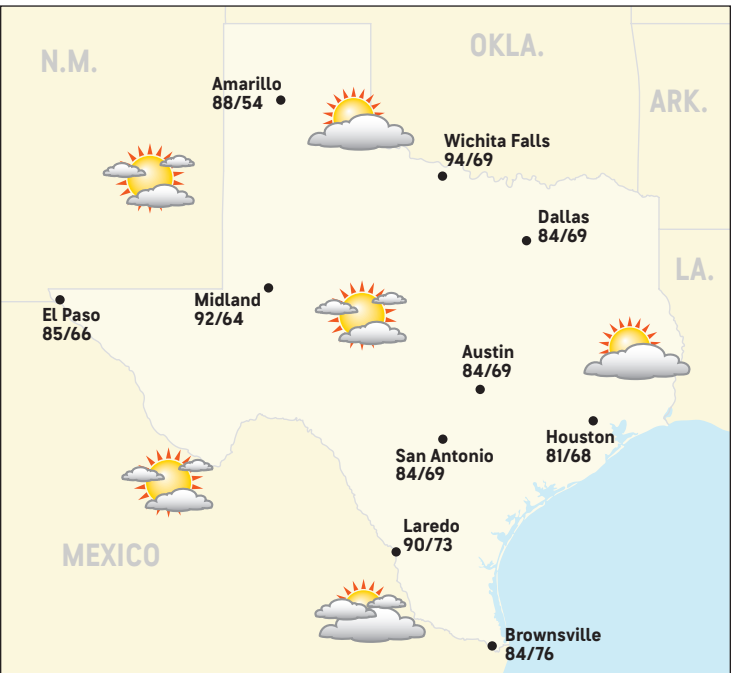 N.M.
OKLA.
Amarillo
88/54
ARK.
Wichita Falls
94/69
Dallas
84/69
LA.
Midland
92/64
El Paso
85/66
Austin
84/69
Houston
81/68
San Antonio
84/69
Laredo
90/73
MEXICO
Brownsville
84/76